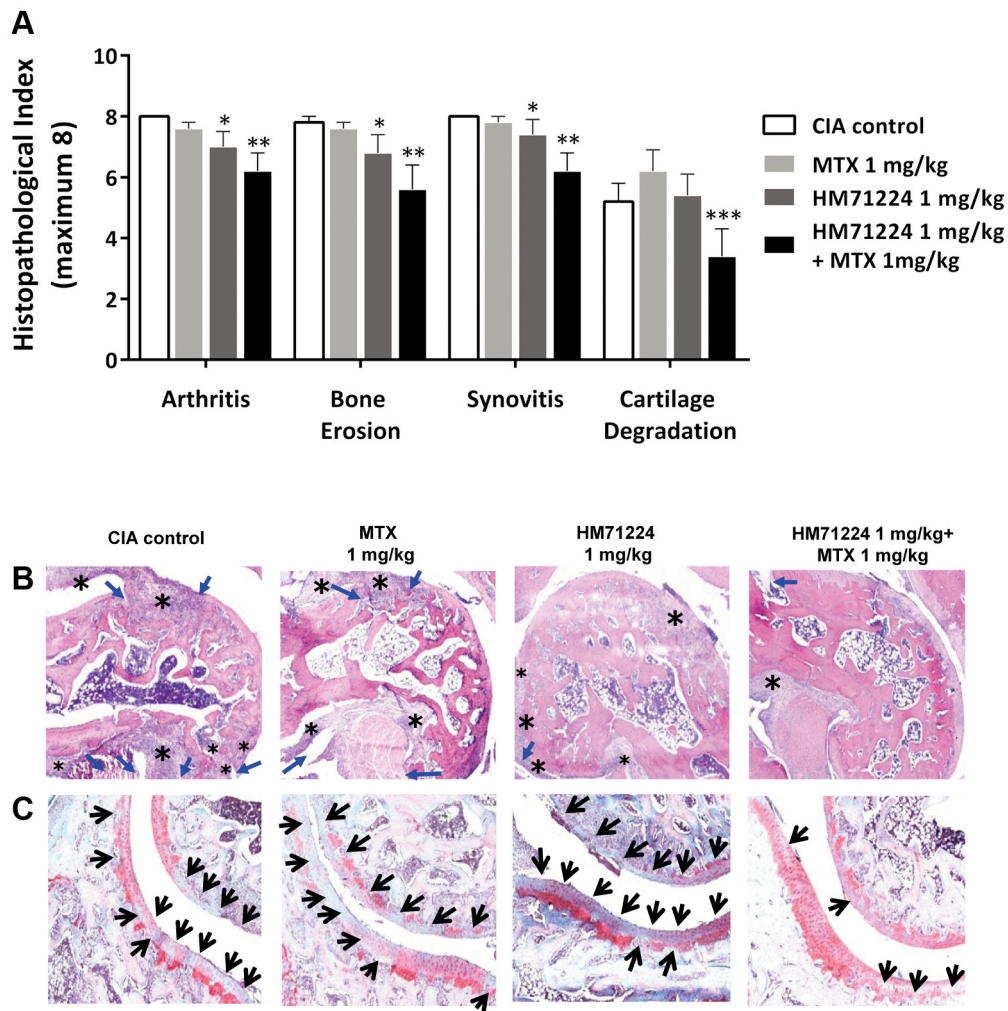 A
Histopathological Index
(maximum 8)
10
8
6
4
2
0
*
**
*
**
*
**
***
Arthritis
Bone
Erosion
Synovitis
Cartilage
Degradation
CIA control
MTX 1 mg/kg
HM71224 1 mg/kg
HM71224 1 mg/kg
+ MTX 1mg/kg
CIA control
MTX
1 mg/kg
HM71224
1 mg/kg
HM71224 1 mg/kg+
MTX 1 mg/kg
B
C